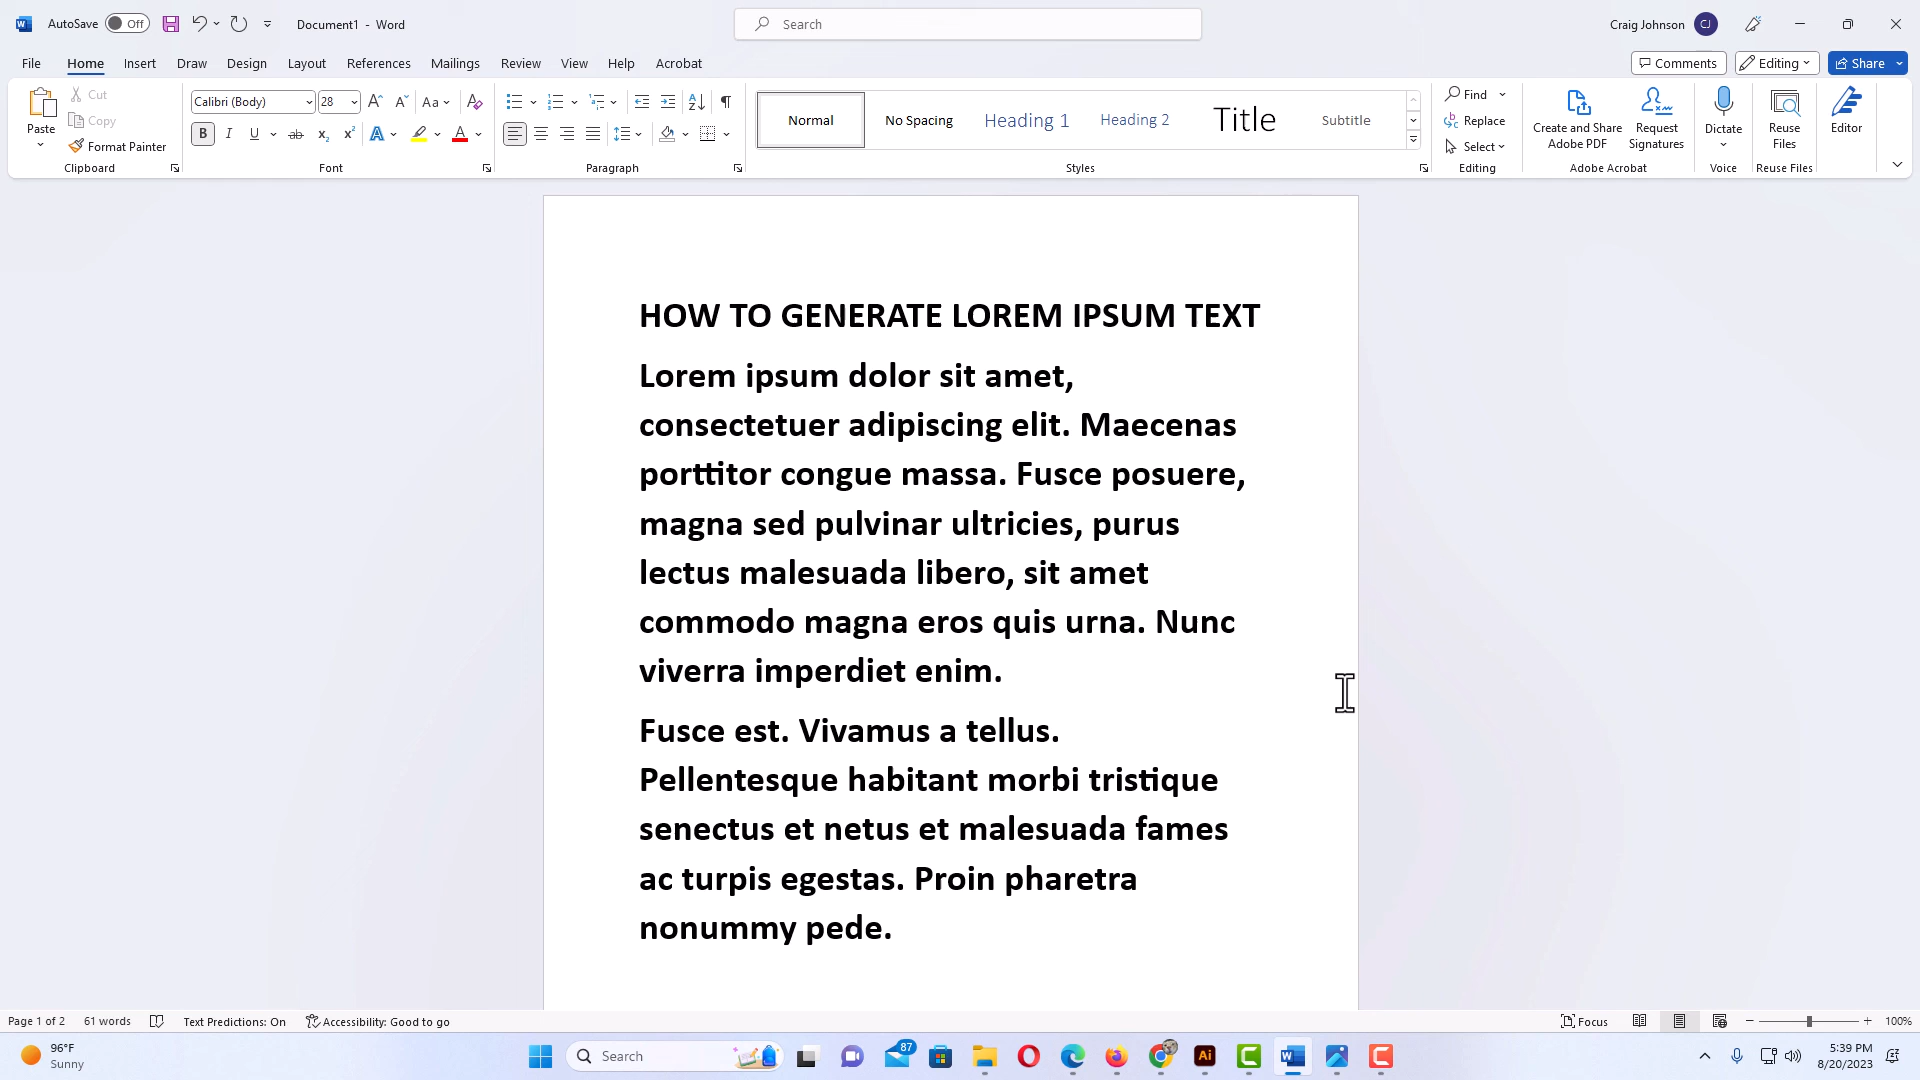 AutoSave Off Document1 - Word Search Craig Johnson CJ
File Home Insert Draw Design Layout References Mailings Review View Help Acrobat Comments Editing Share
Paste Cut Copy Format Painter Clipboard
Calibri (Body) 28 Aa B I U ab x₂ x² A A Font
Paragraph
Normal No Spacing Heading 1 Heading 2 Title Subtitle Styles
Find Replace Select Editing
Create and Share Adobe PDF Request Signatures Adobe Acrobat
Dictate Voice
Reuse Files Reuse Files
Editor
HOW TO GENERATE LOREM IPSUM TEXT
Lorem ipsum dolor sit amet,
consectetuer adipiscing elit. Maecenas
porttitor congue massa. Fusce posuere,
magna sed pulvinar ultricies, purus
lectus malesuada libero, sit amet
commodo magna eros quis urna. Nunc
viverra imperdiet enim.
Fusce est. Vivamus a tellus.
Pellentesque habitant morbi tristique
senectus et netus et malesuada fames
ac turpis egestas. Proin pharetra
nonummy pede.
Page 1 of 2 61 words Text Predictions: On Accessibility: Good to go Focus 100%
96°F
Sunny
Search
87
Ai
5:39 PM
8/20/2023